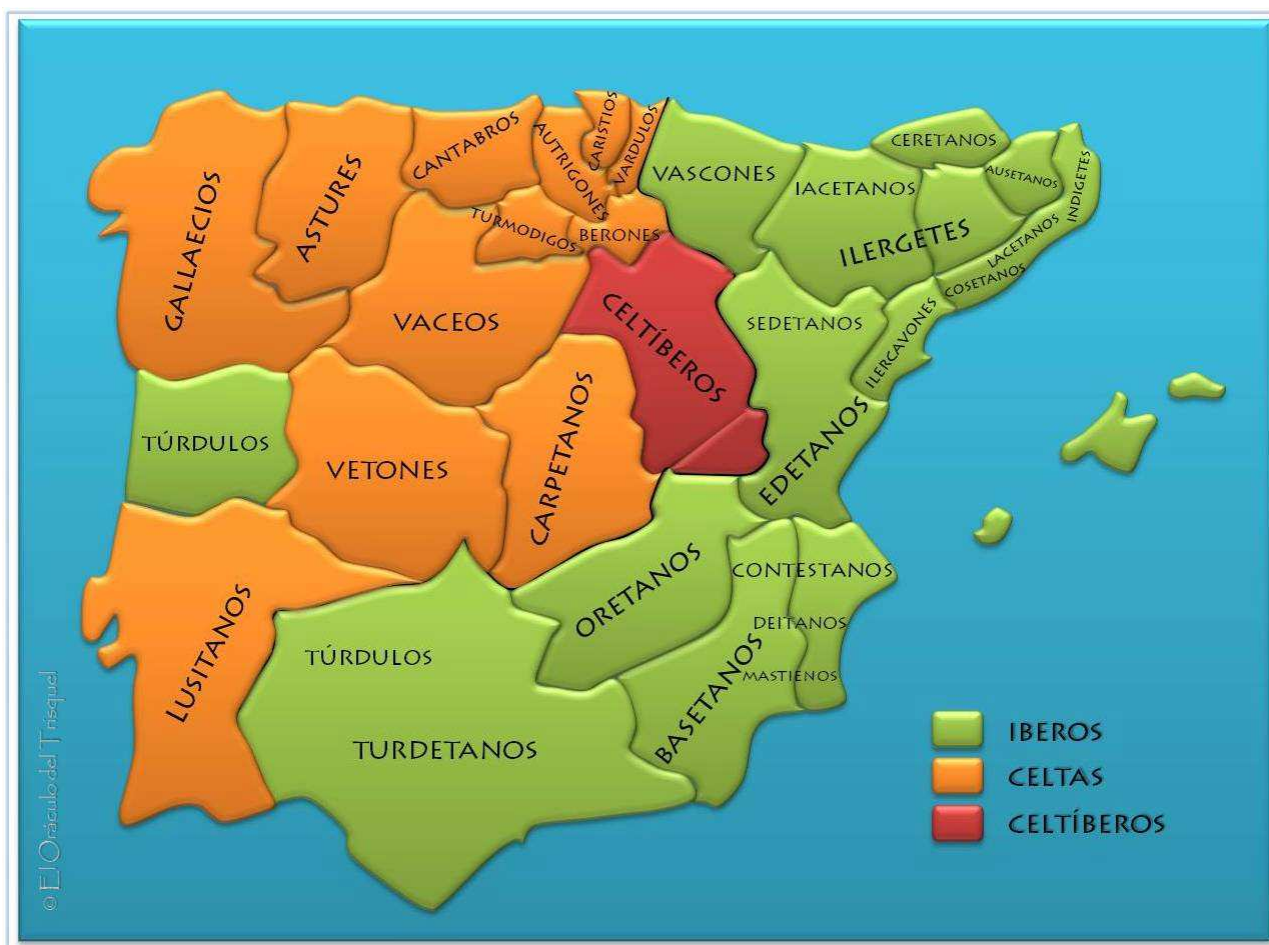 GALLAECIOS
ASTURES
CANTABROS
AUTRIGONES
CARISTIOS
VARDULOS
TURMODIGOS
BERONES
VASCONES
IACETANOS
CERETANOS
AUSETANOS
INDIGETES
ILERGETES
LACETANOS
COSETANOS
VACEOS
CELTÍBEROS
SEDETANOS
ILERCAVONES
TÚRDULOS
VETONES
CARPETANOS
EDETANOS
LUSITANOS
ORETANOS
CONTESTANOS
DEITANOS
MASTIENOS
BASETANOS
TÚRDULOS
TURDETANOS
IBEROS
CELTAS
CELTÍBEROS
© El Oráculo del Trisquel